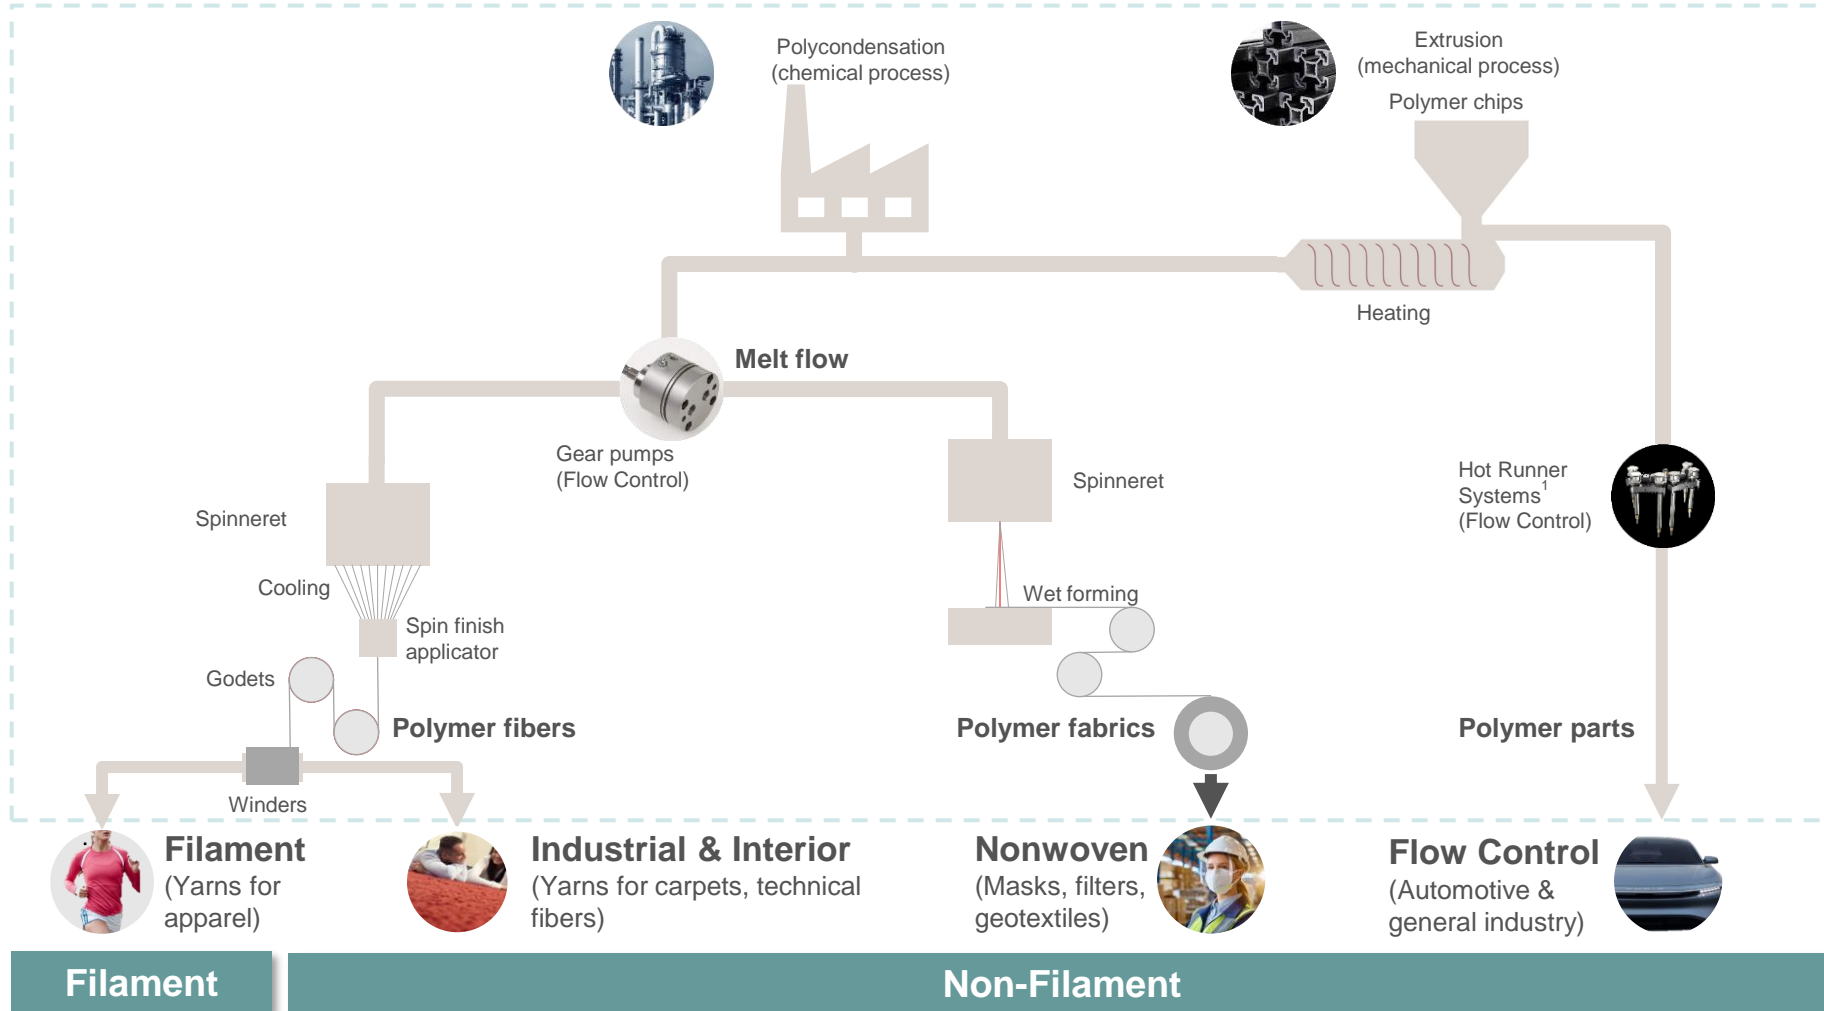 Polycondensation
(chemical process)
Extrusion
(mechanical process)
Polymer chips
Heating
Melt flow
Gear pumps
(Flow Control)
Spinneret
Spinneret
Hot Runner
Systems1
(Flow Control)
Cooling
Wet forming
Spin finish
applicator
Godets
Polymer fibers
Polymer fabrics
Polymer parts
Winders
Filament
(Yarns for
apparel)
Industrial & Interior
(Yarns for carpets, technical
fibers)
Nonwoven
(Masks, filters,
geotextiles)
Flow Control
(Automotive &
general industry)
Filament
Non-Filament